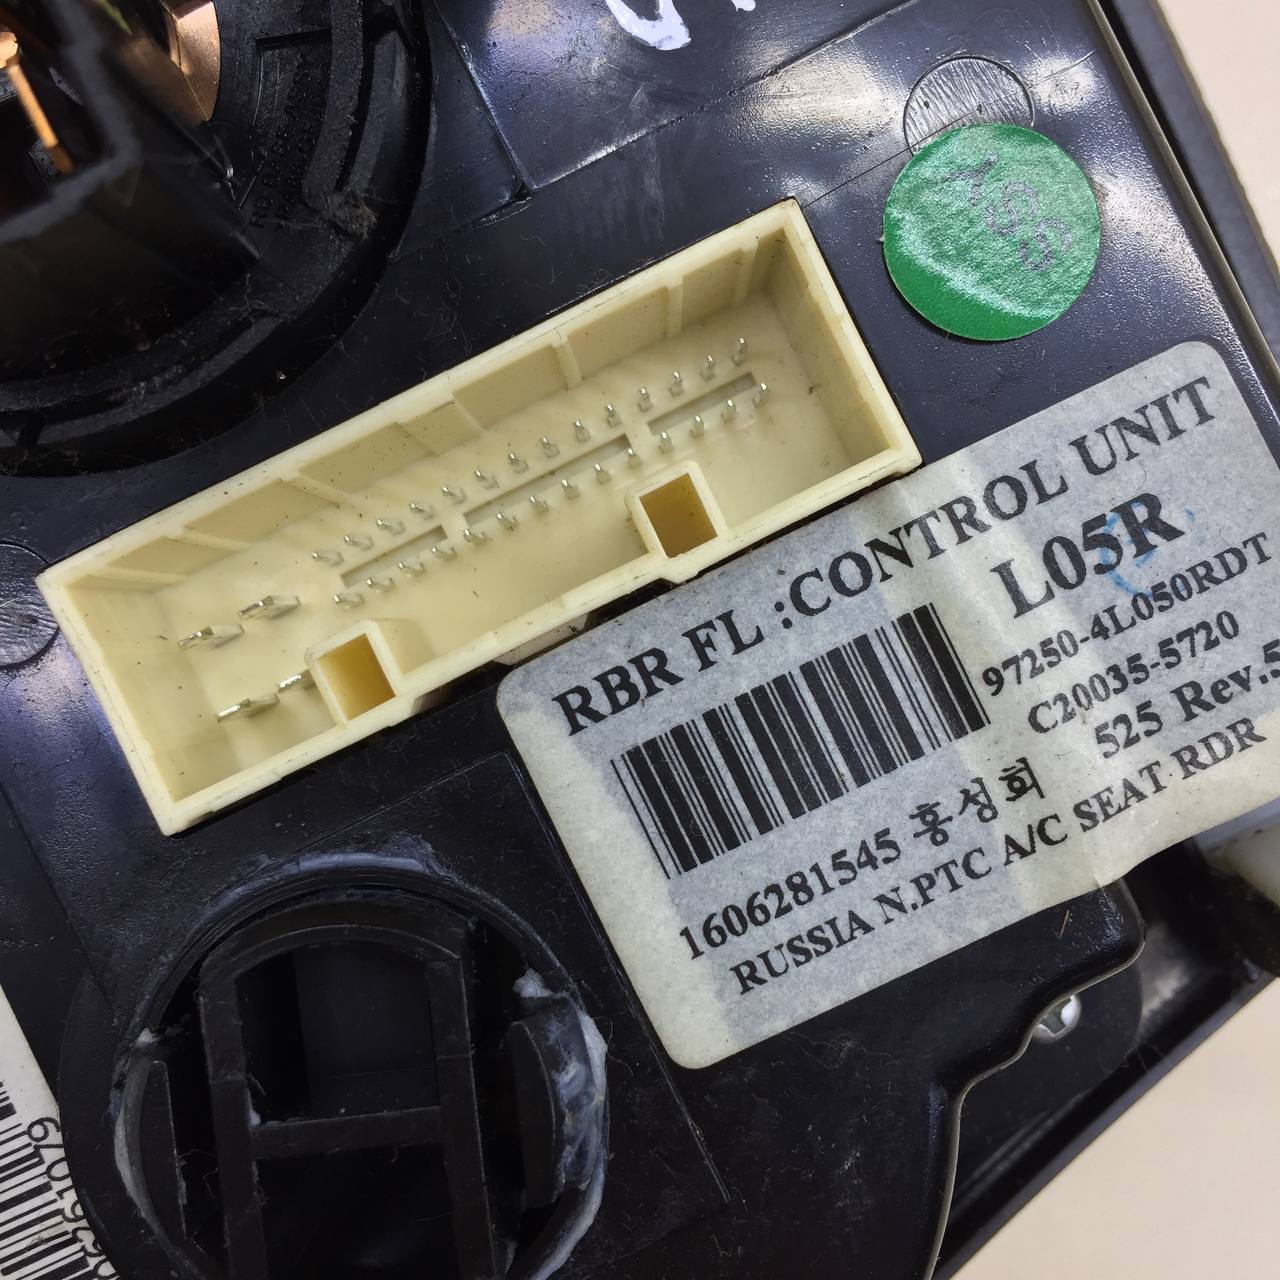 ASSY
RBR FL :CONTROL UNIT
L05R
97250-4L050RDT
C20035-5720
525 Rev.5
1606281545 홍성희
RUSSIA N.PTC A/C SEAT RDR